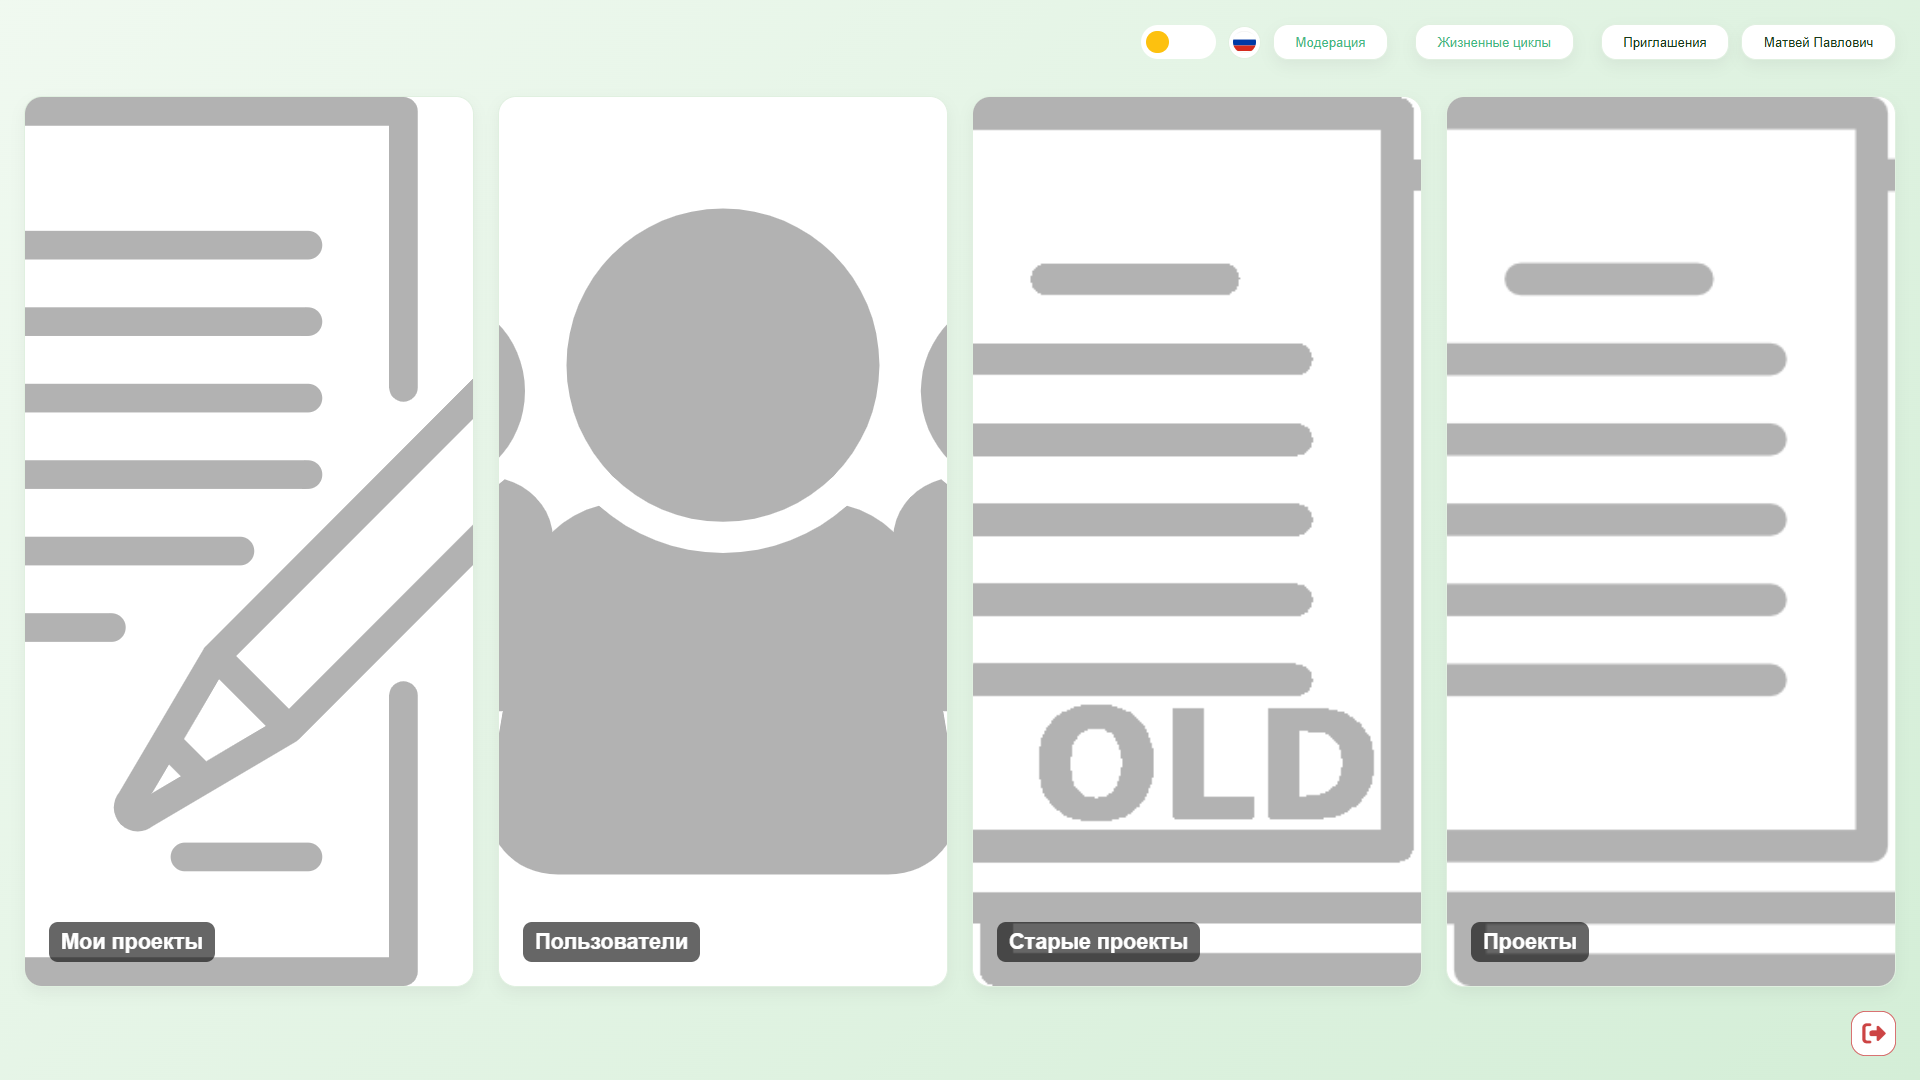 Модерация
Жизненные циклы
Приглашения
Матвей Павлович
OLD
Мои проекты
Пользователи
Старые проекты
Проекты